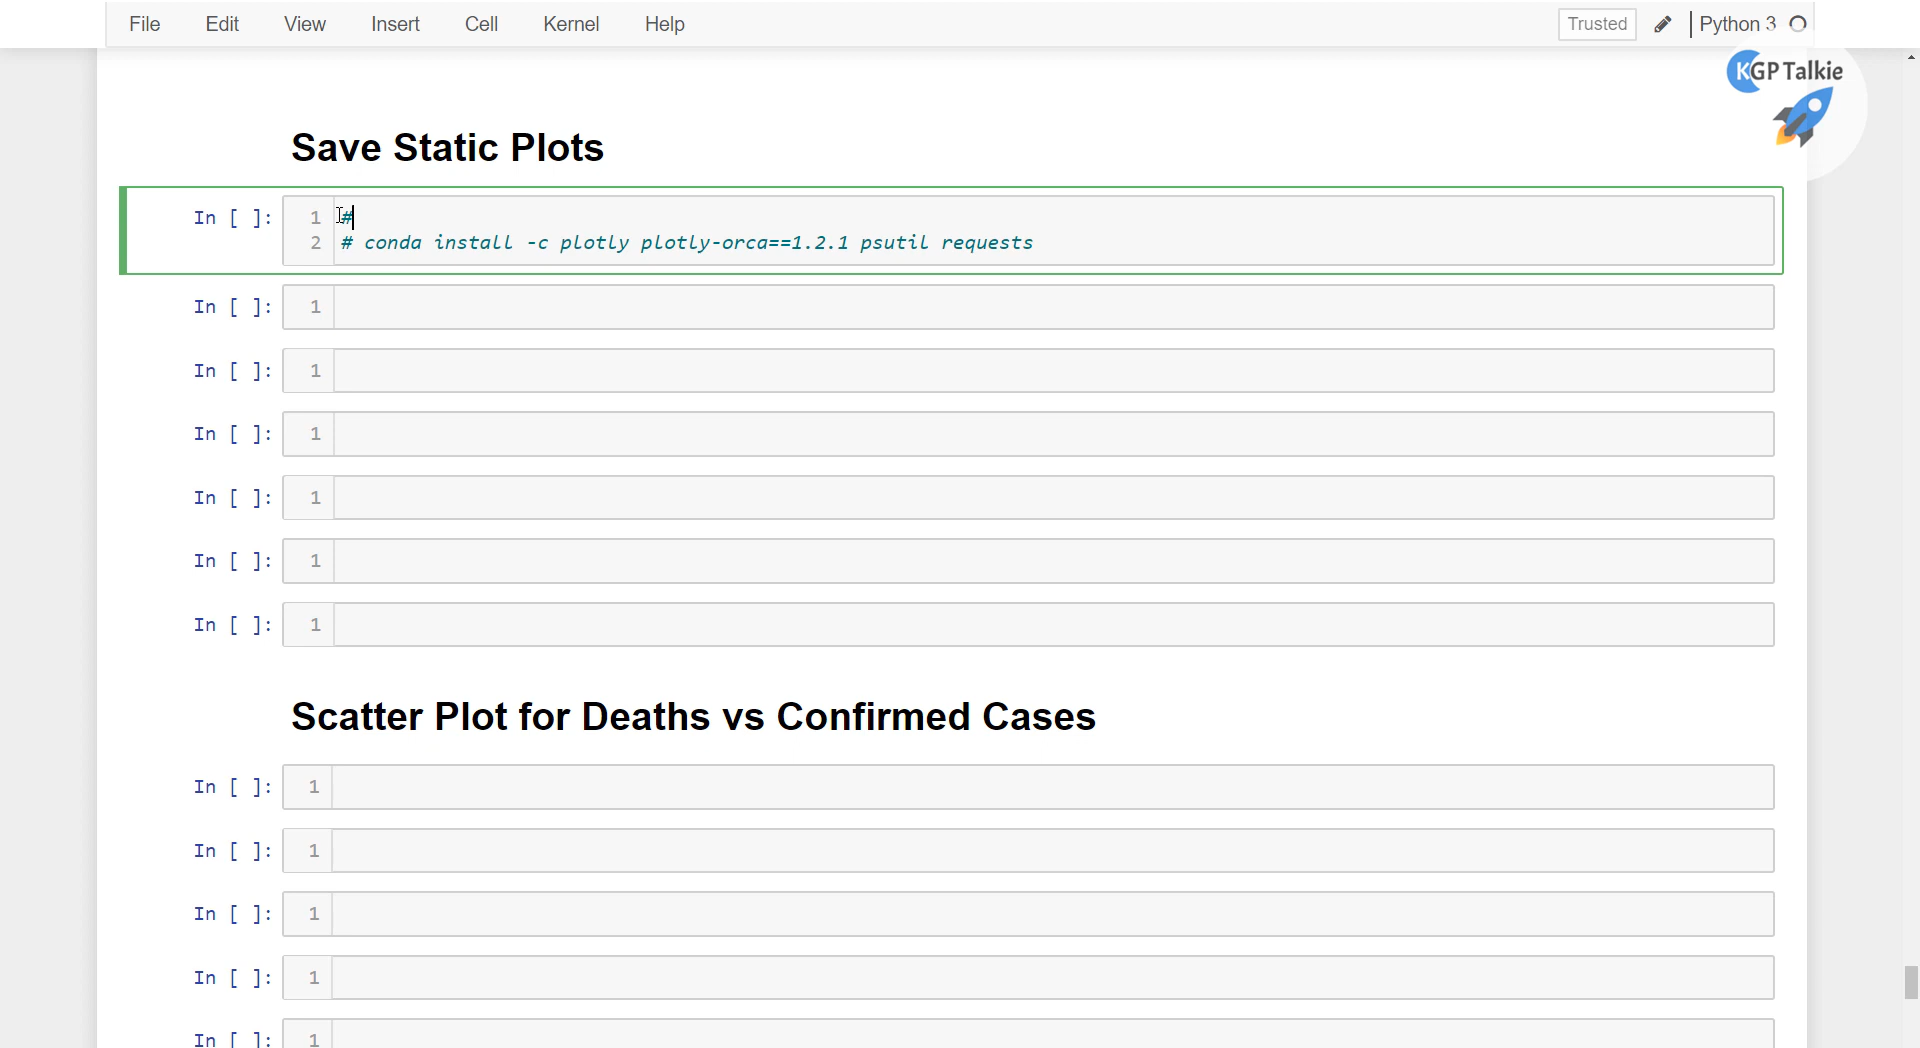 File Edit View Insert Cell Kernel Help Trusted Python 3
KGP Talkie
Save Static Plots
In [ ]: 1 #
2 # conda install -c plotly plotly-orca==1.2.1 psutil requests
In [ ]: 1
In [ ]: 1
In [ ]: 1
In [ ]: 1
In [ ]: 1
In [ ]: 1
Scatter Plot for Deaths vs Confirmed Cases
In [ ]: 1
In [ ]: 1
In [ ]: 1
In [ ]: 1
In [ ]: 1